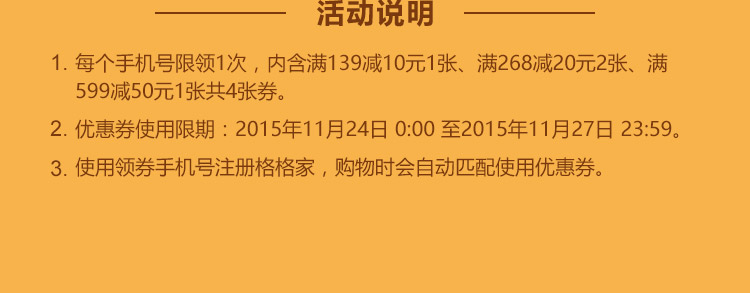 活动说明
1. 每个手机号限领1次，内含满139减10元1张、满268减20元2张、满
599减50元1张共4张券。
2. 优惠券使用限期：2015年11月24日 0:00 至2015年11月27日 23:59。
3. 使用领券手机号注册格格家，购物时会自动匹配使用优惠券。